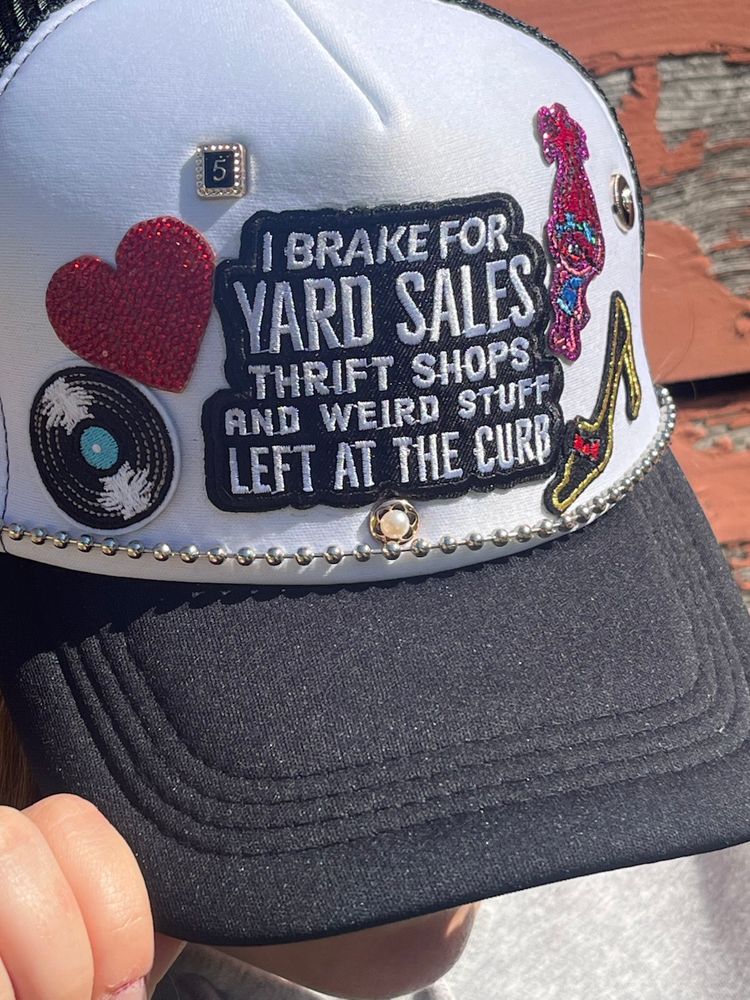 5
I BRAKE FOR
YARD SALES
THRIFT SHOPS
AND WEIRD STUFF
LEFT AT THE CURB